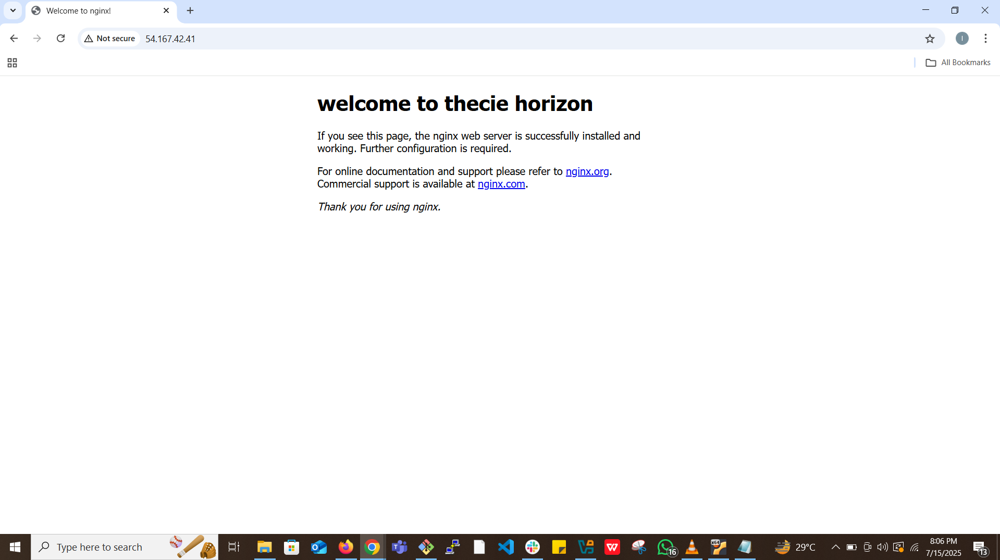 Welcome to nginx!
Not secure 54.167.42.41
I
All Bookmarks
welcome to thecie horizon
If you see this page, the nginx web server is successfully installed and
working. Further configuration is required.
For online documentation and support please refer to nginx.org.
Commercial support is available at nginx.com.
Thank you for using nginx.
Type here to search
x64
16
29°C
8:06 PM
7/15/2025
13